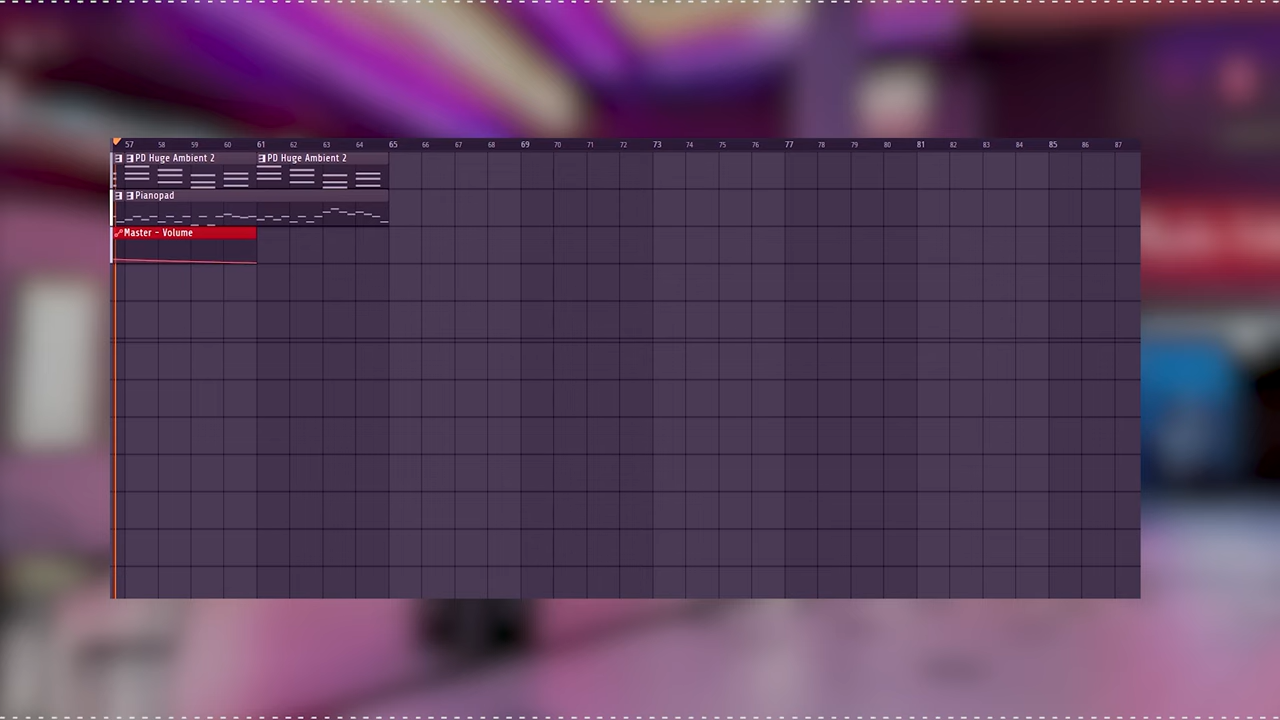 57 58 59 60 61 62 63 64 65 66 67 68 69 70 71 72 73 74 75 76 77 78 79 80 81 82 83 84 85 86 87
PD Huge Ambient 2 PD Huge Ambient 2
Pianopad
Master - Volume